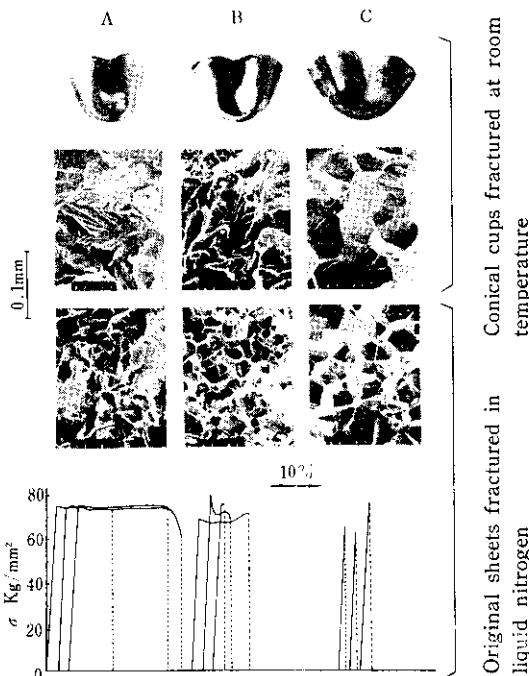 A B C
Conical cups fractured at room
temperature
0.1mm
Original sheets fractured in
liquid nitrogen
10%
80
60
40
20
0
σ Kg/mm²